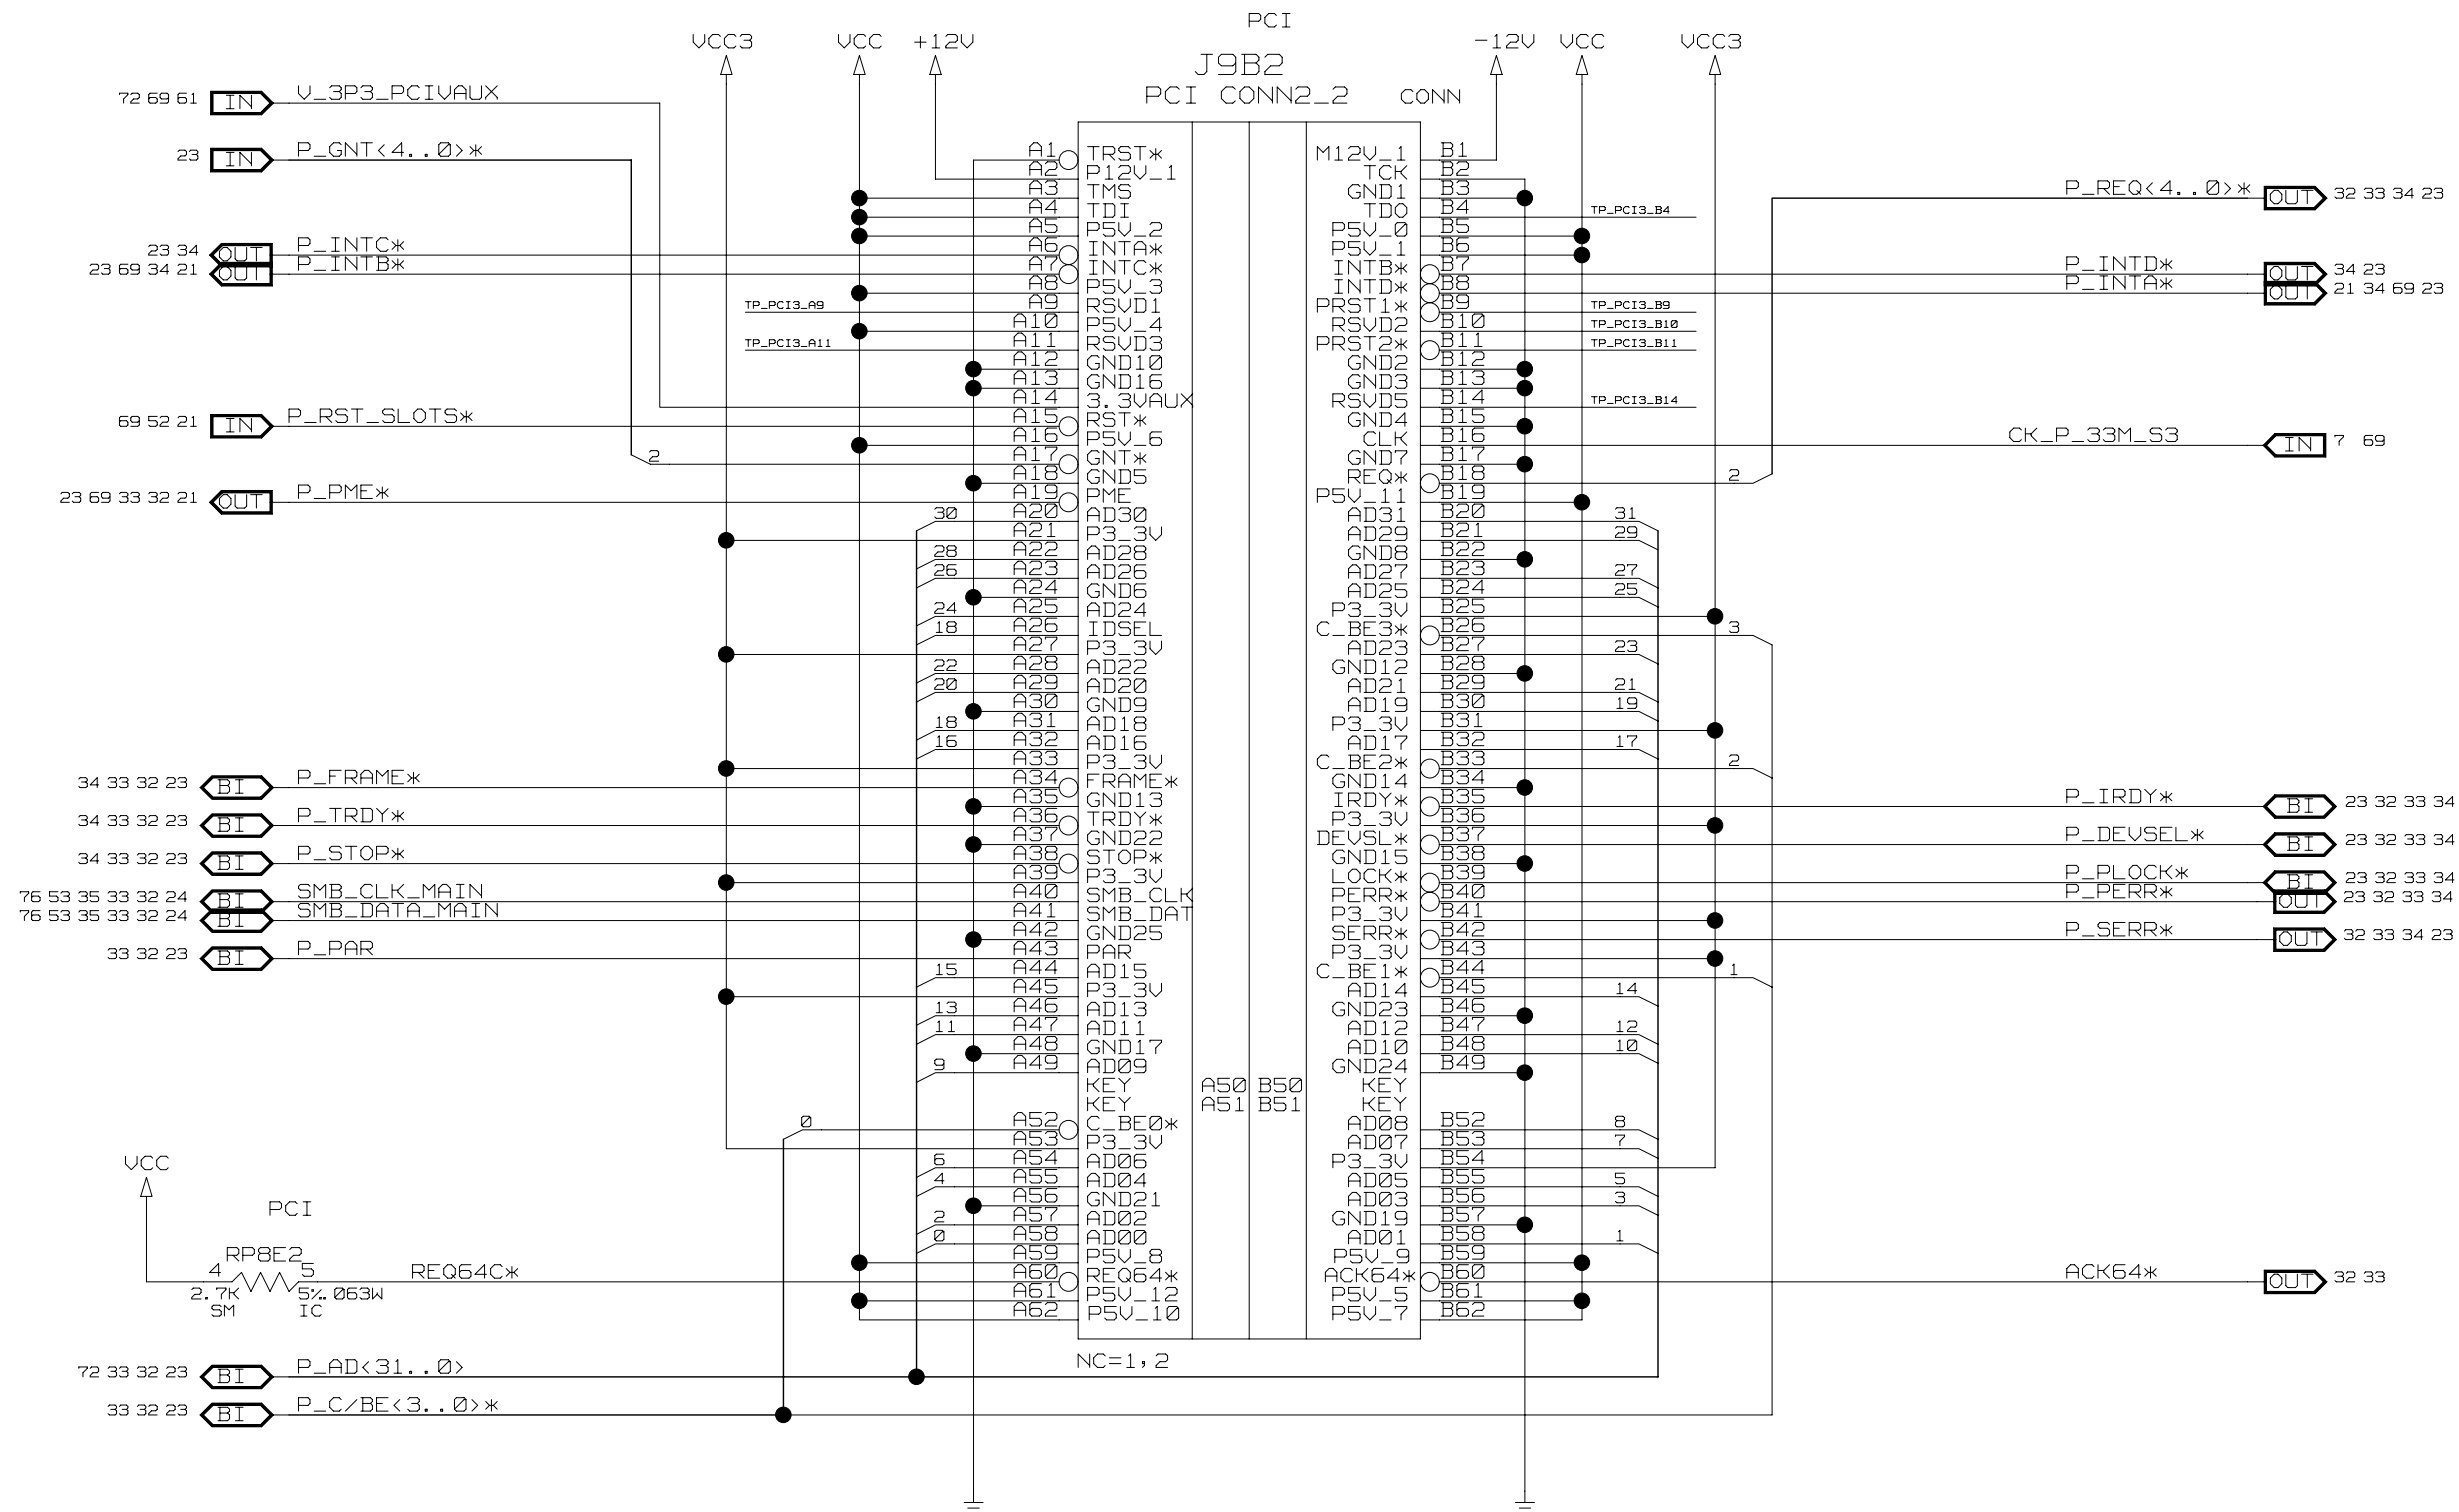 PCI
VCC3 VCC +12V -12V VCC VCC3
J9B2
PCI CONN2_2 CONN
72 69 61 IN V_3P3_PCIVAUX
23 IN P_GNT<4..0>*
A1 TRST* M12V_1 B1
A2 P12V_1 TCK B2
A3 TMS GND1 B3 P_REQ<4..0>* OUT 32 33 34 23
A4 TDI TDO B4 TP_PCI3_B4
A5 P5V_2 P5V_0 B5
23 34 OUT P_INTC* A6 INTA* P5V_1 B6
23 69 34 21 OUT P_INTB* A7 INTC* INTB* B7 P_INTD* OUT 34 23
A8 P5V_3 INTD* B8 P_INTA* OUT 21 34 69 23
TP_PCI3_A9 A9 RSVD1 PRST1* B9 TP_PCI3_B9
A10 P5V_4 RSVD2 B10 TP_PCI3_B10
TP_PCI3_A11 A11 RSVD3 PRST2* B11 TP_PCI3_B11
A12 GND10 GND2 B12
A13 GND16 GND3 B13
A14 3.3VAUX RSVD5 B14 TP_PCI3_B14
69 52 21 IN P_RST_SLOTS* A15 RST* GND4 B15
A16 P5V_6 CLK B16 CK_P_33M_S3 IN 7 69
2 A17 GNT* GND7 B17
A18 GND5 REQ* B18 2
23 69 33 32 21 OUT P_PME* A19 PME P5V_11 B19
30 A20 AD30 AD31 B20 31
A21 P3_3V AD29 B21 29
28 A22 AD28 GND8 B22
26 A23 AD26 AD27 B23 27
A24 GND6 AD25 B24 25
24 A25 AD24 P3_3V B25
18 A26 IDSEL C_BE3* B26 3
A27 P3_3V AD23 B27 23
22 A28 AD22 GND12 B28
20 A29 AD20 AD21 B29 21
A30 GND9 AD19 B30 19
18 A31 AD18 P3_3V B31
16 A32 AD16 AD17 B32 17
A33 P3_3V C_BE2* B33 2
34 33 32 23 BI P_FRAME* A34 FRAME* GND14 B34
A35 GND13 IRDY* B35 P_IRDY* BI 23 32 33 34
34 33 32 23 BI P_TRDY* A36 TRDY* P3_3V B36
A37 GND22 DEVSL* B37 P_DEVSEL* BI 23 32 33 34
34 33 32 23 BI P_STOP* A38 STOP* GND15 B38
A39 P3_3V LOCK* B39 P_PLOCK* BI 23 32 33 34
76 53 35 33 32 24 BI SMB_CLK_MAIN A40 SMB_CLK PERR* B40 P_PERR* OUT 23 32 33 34
76 53 35 33 32 24 BI SMB_DATA_MAIN A41 SMB_DAT P3_3V B41
A42 GND25 SERR* B42 P_SERR* OUT 32 33 34 23
33 32 23 BI P_PAR A43 PAR P3_3V B43
15 A44 AD15 C_BE1* B44 1
A45 P3_3V AD14 B45 14
13 A46 AD13 GND23 B46
11 A47 AD11 AD12 B47 12
A48 GND17 AD10 B48 10
9 A49 AD09 GND24 B49
KEY A50 B50 KEY
KEY A51 B51 KEY
0 A52 C_BE0* AD08 B52 8
A53 P3_3V AD07 B53 7
VCC 6 A54 AD06 P3_3V B54
4 A55 AD04 AD05 B55 5
PCI A56 GND21 AD03 B56 3
2 A57 AD02 GND19 B57
0 A58 AD00 AD01 B58 1
RP8E2 A59 P5V_8 P5V_9 B59
4 5 REQ64C* A60 REQ64* ACK64* B60 ACK64* OUT 32 33
2.7K 5%.063W A61 P5V_12 P5V_5 B61
SM IC A62 P5V_10 P5V_7 B62
NC=1,2
72 33 32 23 BI P_AD<31..0>
33 32 23 BI P_C/BE<3..0>*